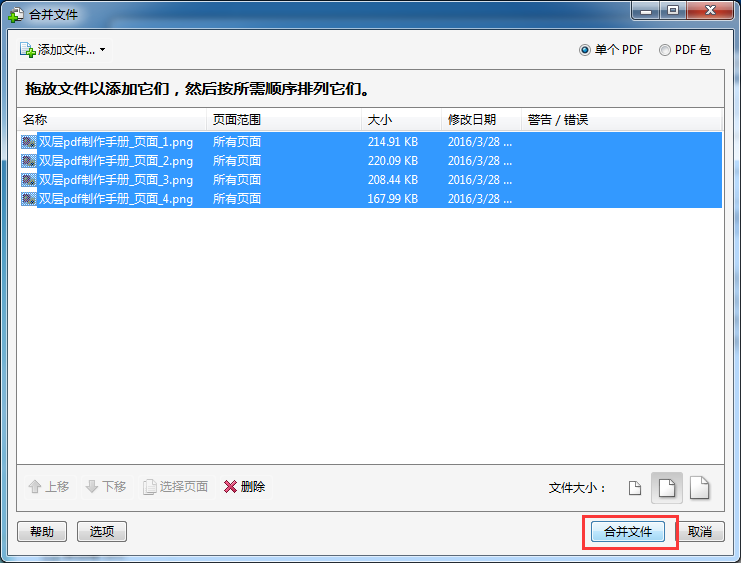 合并文件
添加文件... 单个 PDF PDF 包
拖放文件以添加它们，然后按所需顺序排列它们。
名称 页面范围 大小 修改日期 警告 / 错误
双层pdf制作手册_页面_1.png 所有页面 214.91 KB 2016/3/28 ...
双层pdf制作手册_页面_2.png 所有页面 220.09 KB 2016/3/28 ...
双层pdf制作手册_页面_3.png 所有页面 208.44 KB 2016/3/28 ...
双层pdf制作手册_页面_4.png 所有页面 167.99 KB 2016/3/28 ...
上移 下移 选择页面 删除 文件大小：
帮助 选项 合并文件 取消